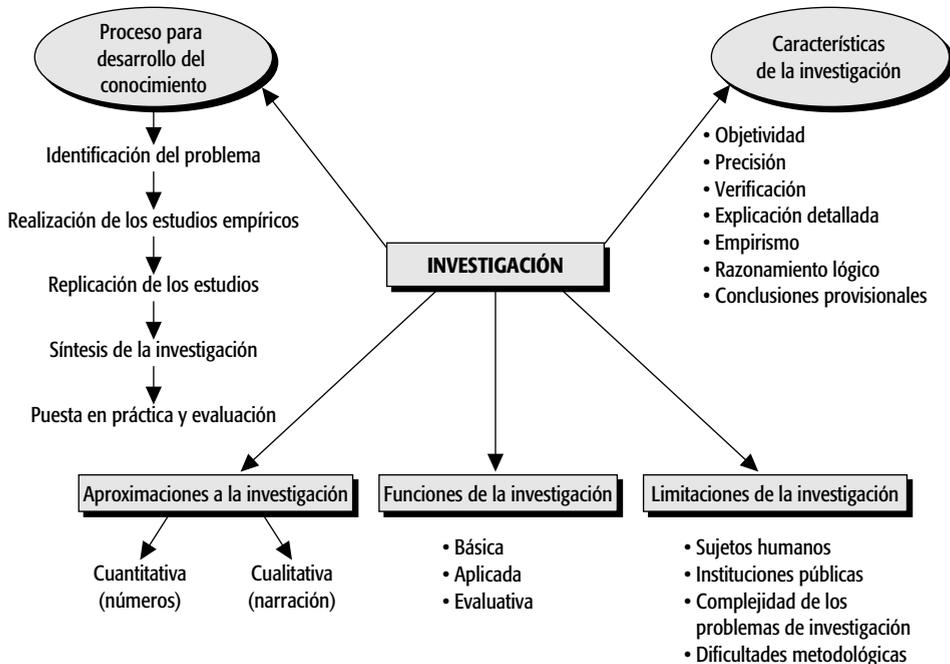 Proceso para
desarrollo del
conocimiento
Identificación del problema
Realización de los estudios empíricos
Replicación de los estudios
Síntesis de la investigación
Puesta en práctica y evaluación
Características
de la investigación
• Objetividad
• Precisión
• Verificación
• Explicación detallada
• Empirismo
• Razonamiento lógico
• Conclusiones provisionales
INVESTIGACIÓN
Aproximaciones a la investigación
Cuantitativa
(números)
Cualitativa
(narración)
Funciones de la investigación
• Básica
• Aplicada
• Evaluativa
Limitaciones de la investigación
• Sujetos humanos
• Instituciones públicas
• Complejidad de los
problemas de investigación
• Dificultades metodológicas